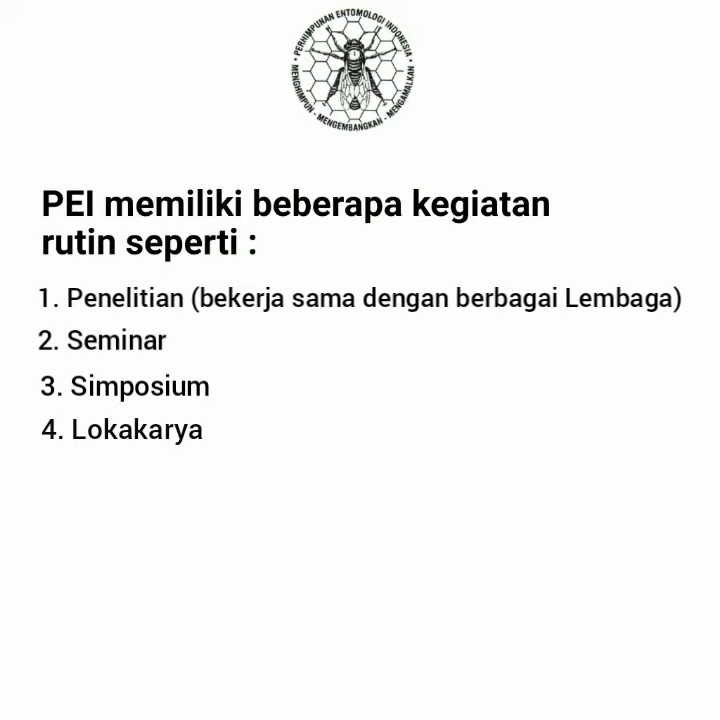 • PERHIMPUNAN ENTOMOLOGI INDONESIA •
MENGHIMPUN - MENGEMBANGKAN - MENGAMALKAN
PEI memiliki beberapa kegiatan
rutin seperti :
1. Penelitian (bekerja sama dengan berbagai Lembaga)
2. Seminar
3. Simposium
4. Lokakarya